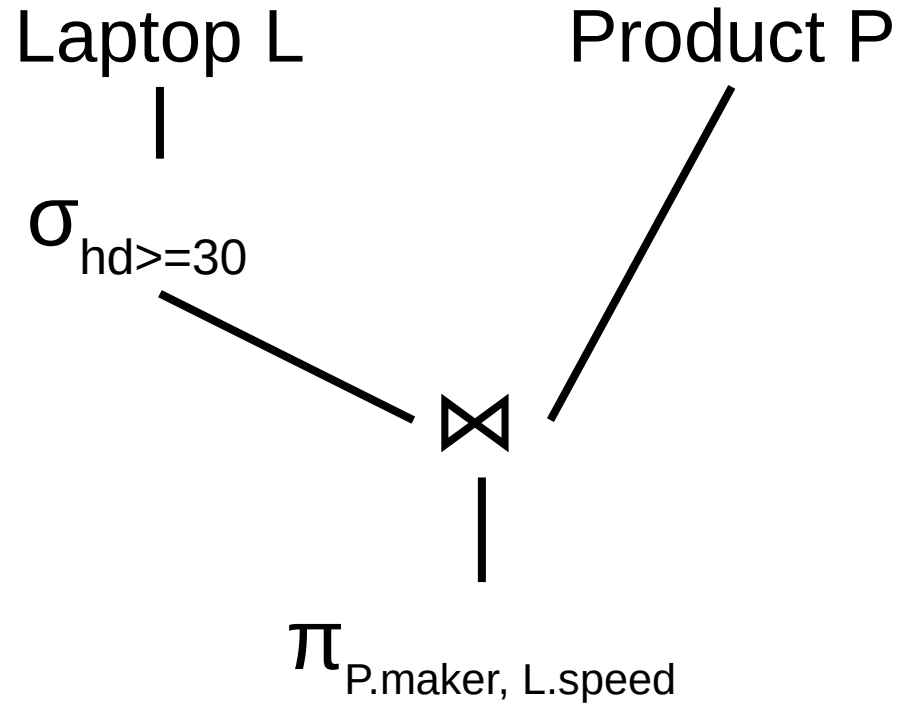 Laptop L
Product P
σhd>=30
⋈
πP.maker, L.speed